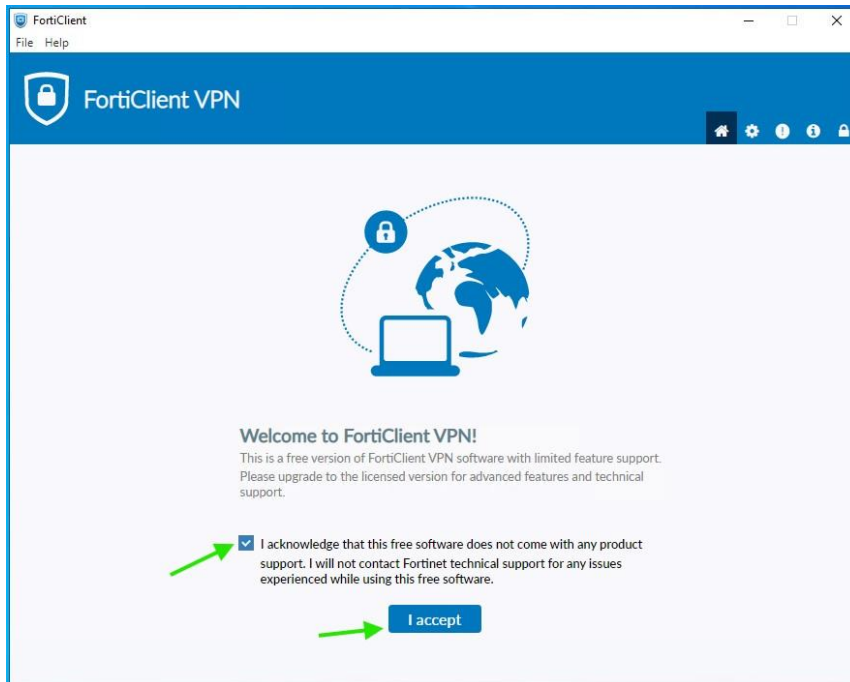 FortiClient
File Help
FortiClient VPN
Welcome to FortiClient VPN!
This is a free version of FortiClient VPN software with limited feature support.
Please upgrade to the licensed version for advanced features and technical
support.
I acknowledge that this free software does not come with any product
support. I will not contact Fortinet technical support for any issues
experienced while using this free software.
I accept